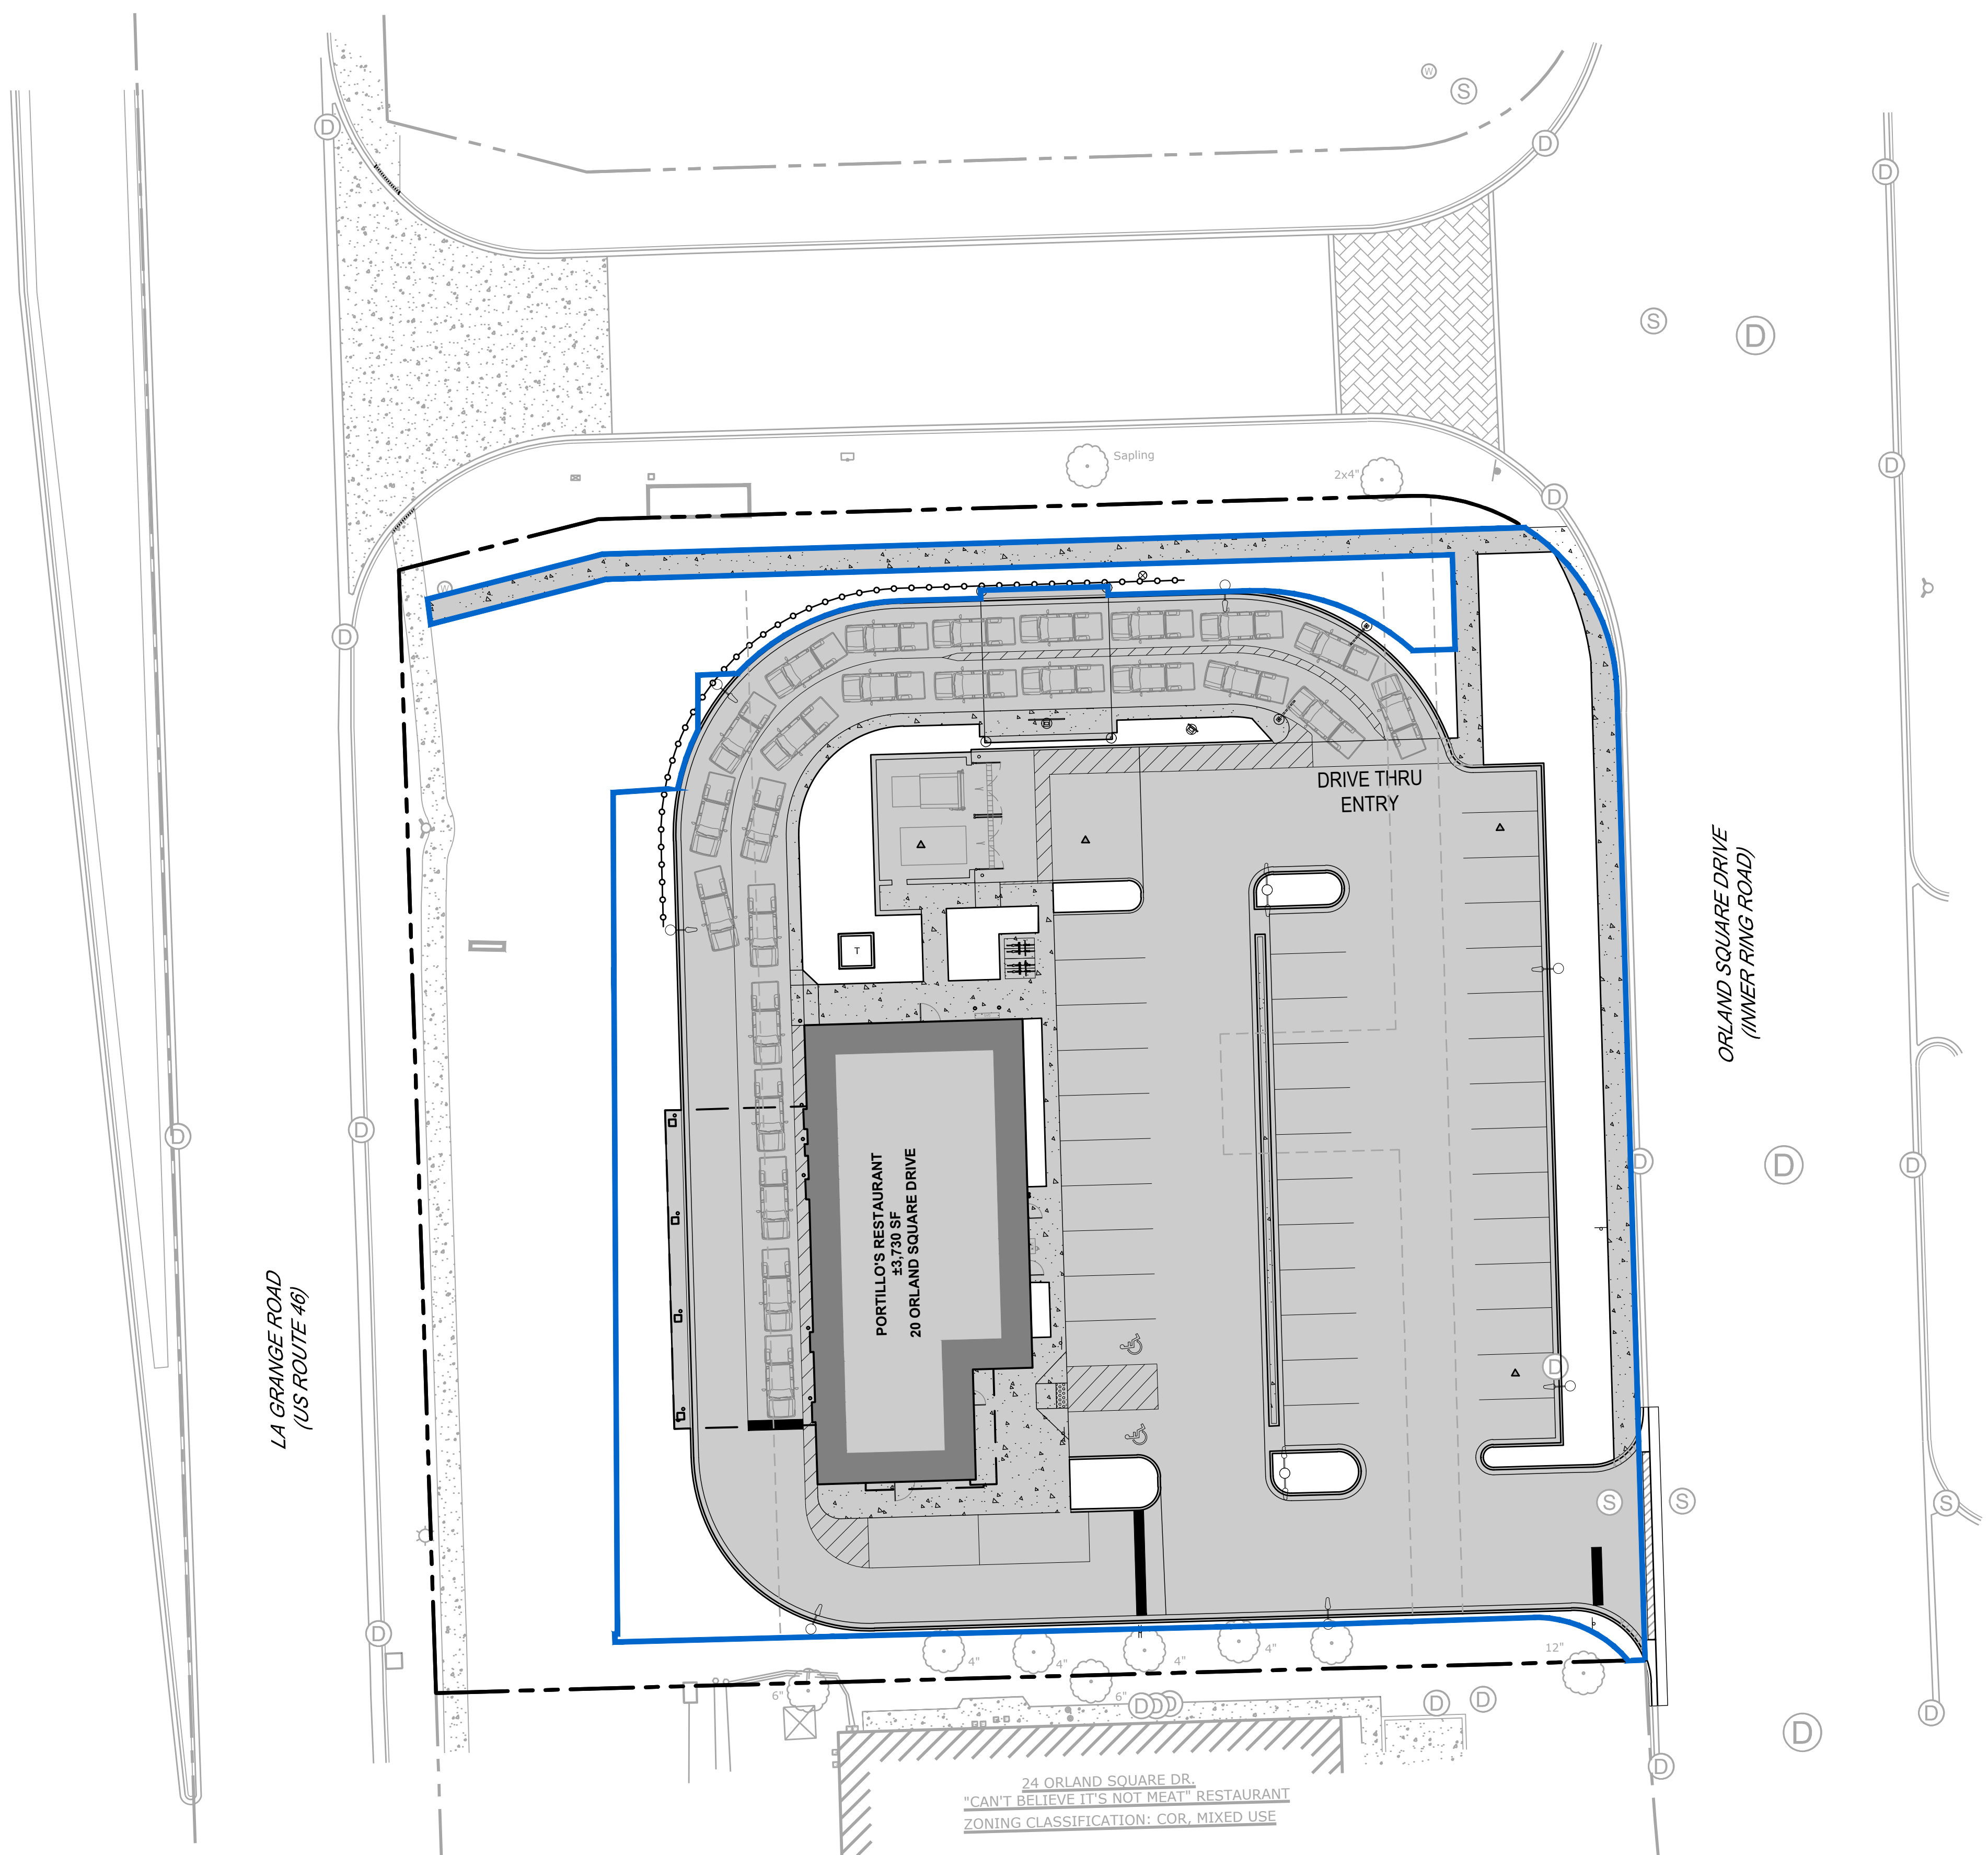 W
S
D
D
D
S
D
Sapling
2x4"
D
D
D
W
D
DRIVE THRU
ENTRY
T
ORLAND SQUARE DRIVE
(INNER RING ROAD)
D
D
D
D
D
PORTILLO'S RESTAURANT
±3,730 SF
20 ORLAND SQUARE DRIVE
LA GRANGE ROAD
(US ROUTE 46)
D
S
S
S
D
4"
4"
4"
4"
12"
6"
6"
D
D
D
D
D
D
D
D
24 ORLAND SQUARE DR.
"CAN'T BELIEVE IT'S NOT MEAT" RESTAURANT
ZONING CLASSIFICATION: COR, MIXED USE